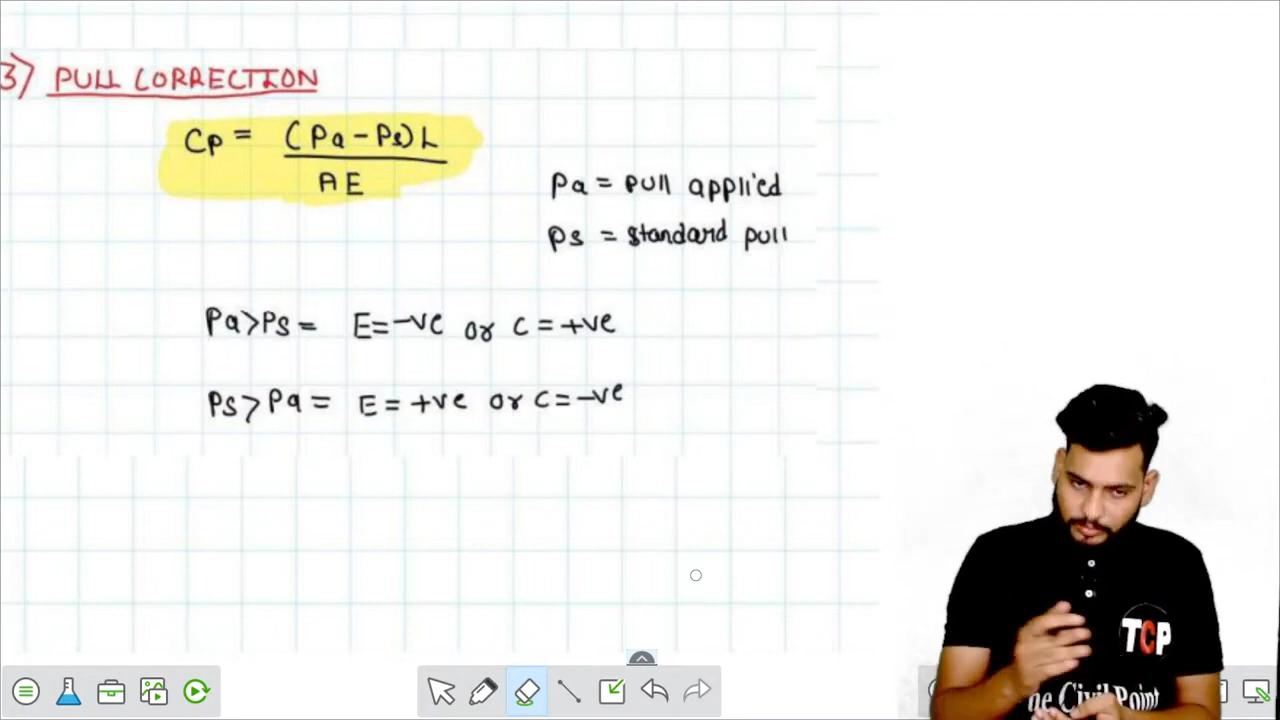 3) PULL CORRECTION
Cp = (Pa - Ps) L
AE
Pa = Pull applied
Ps = standard pull
Pa > Ps = E = -ve or c = +ve
Ps > Pa = E = +ve or c = -ve
TCP
he Civil Point